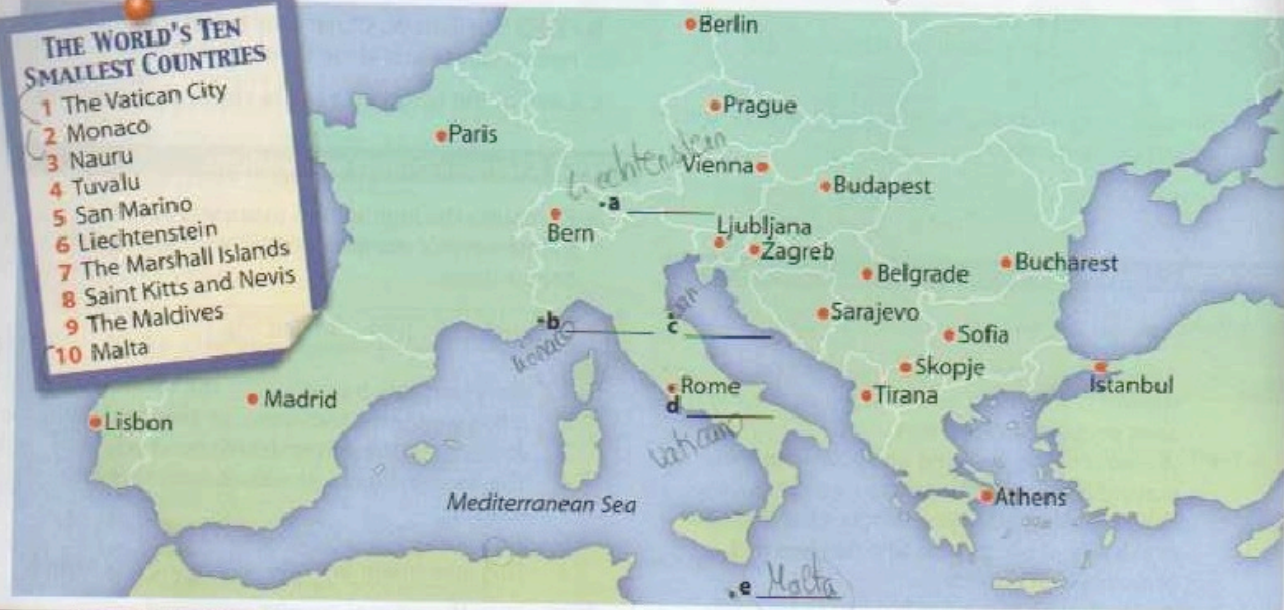 THE WORLD'S TEN
SMALLEST COUNTRIES
1 The Vatican City
2 Monaco
3 Nauru
4 Tuvalu
5 San Marino
6 Liechtenstein
7 The Marshall Islands
8 Saint Kitts and Nevis
9 The Maldives
10 Malta
Berlin
Prague
Paris
Liechtenstein
Vienna
Budapest
a
Bern
Ljubljana
Zagreb
Belgrade
Bucharest
Sarajevo
b
Monaco
c
Sofia
Skopje
Istanbul
Rome
Tirana
Madrid
d
Lisbon
Vatican
Mediterranean Sea
Athens
e Malta